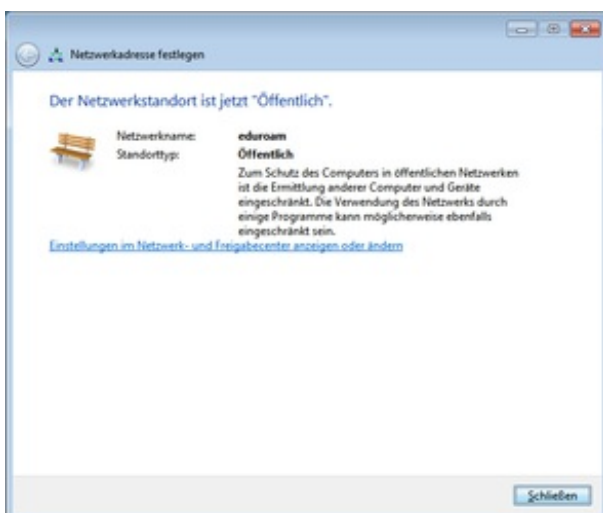 Netzwerkadresse festlegen
Der Netzwerkstandort ist jetzt "Öffentlich".
Netzwerkname: eduroam
Standorttyp: Öffentlich
Zum Schutz des Computers in öffentlichen Netzwerken
ist die Ermittlung anderer Computer und Geräte
eingeschränkt. Die Verwendung des Netzwerks durch
einige Programme kann möglicherweise ebenfalls
eingeschränkt sein.
Einstellungen im Netzwerk- und Freigabecenter anzeigen oder ändern
Schließen